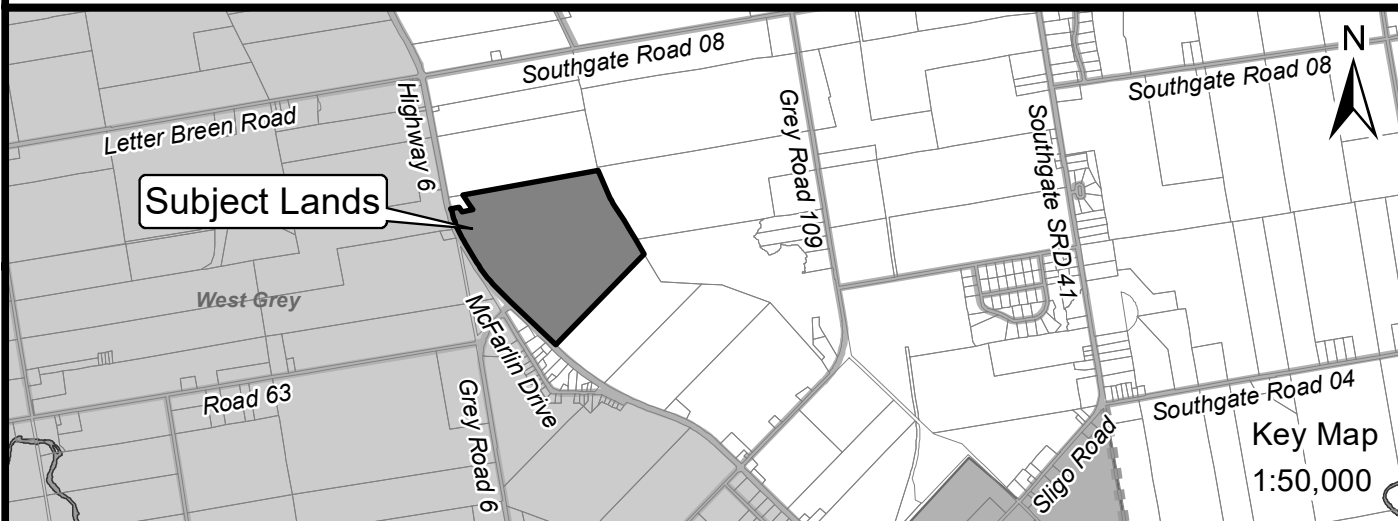 Southgate Road 08
N
Southgate Road 08
Letter Breen Road
Highway 6
Grey Road 109
Southgate SRD 41
Subject Lands
West Grey
McFarlin Drive
Road 63
Grey Road 6
Southgate Road 04
Sligo Road
Key Map
1:50,000